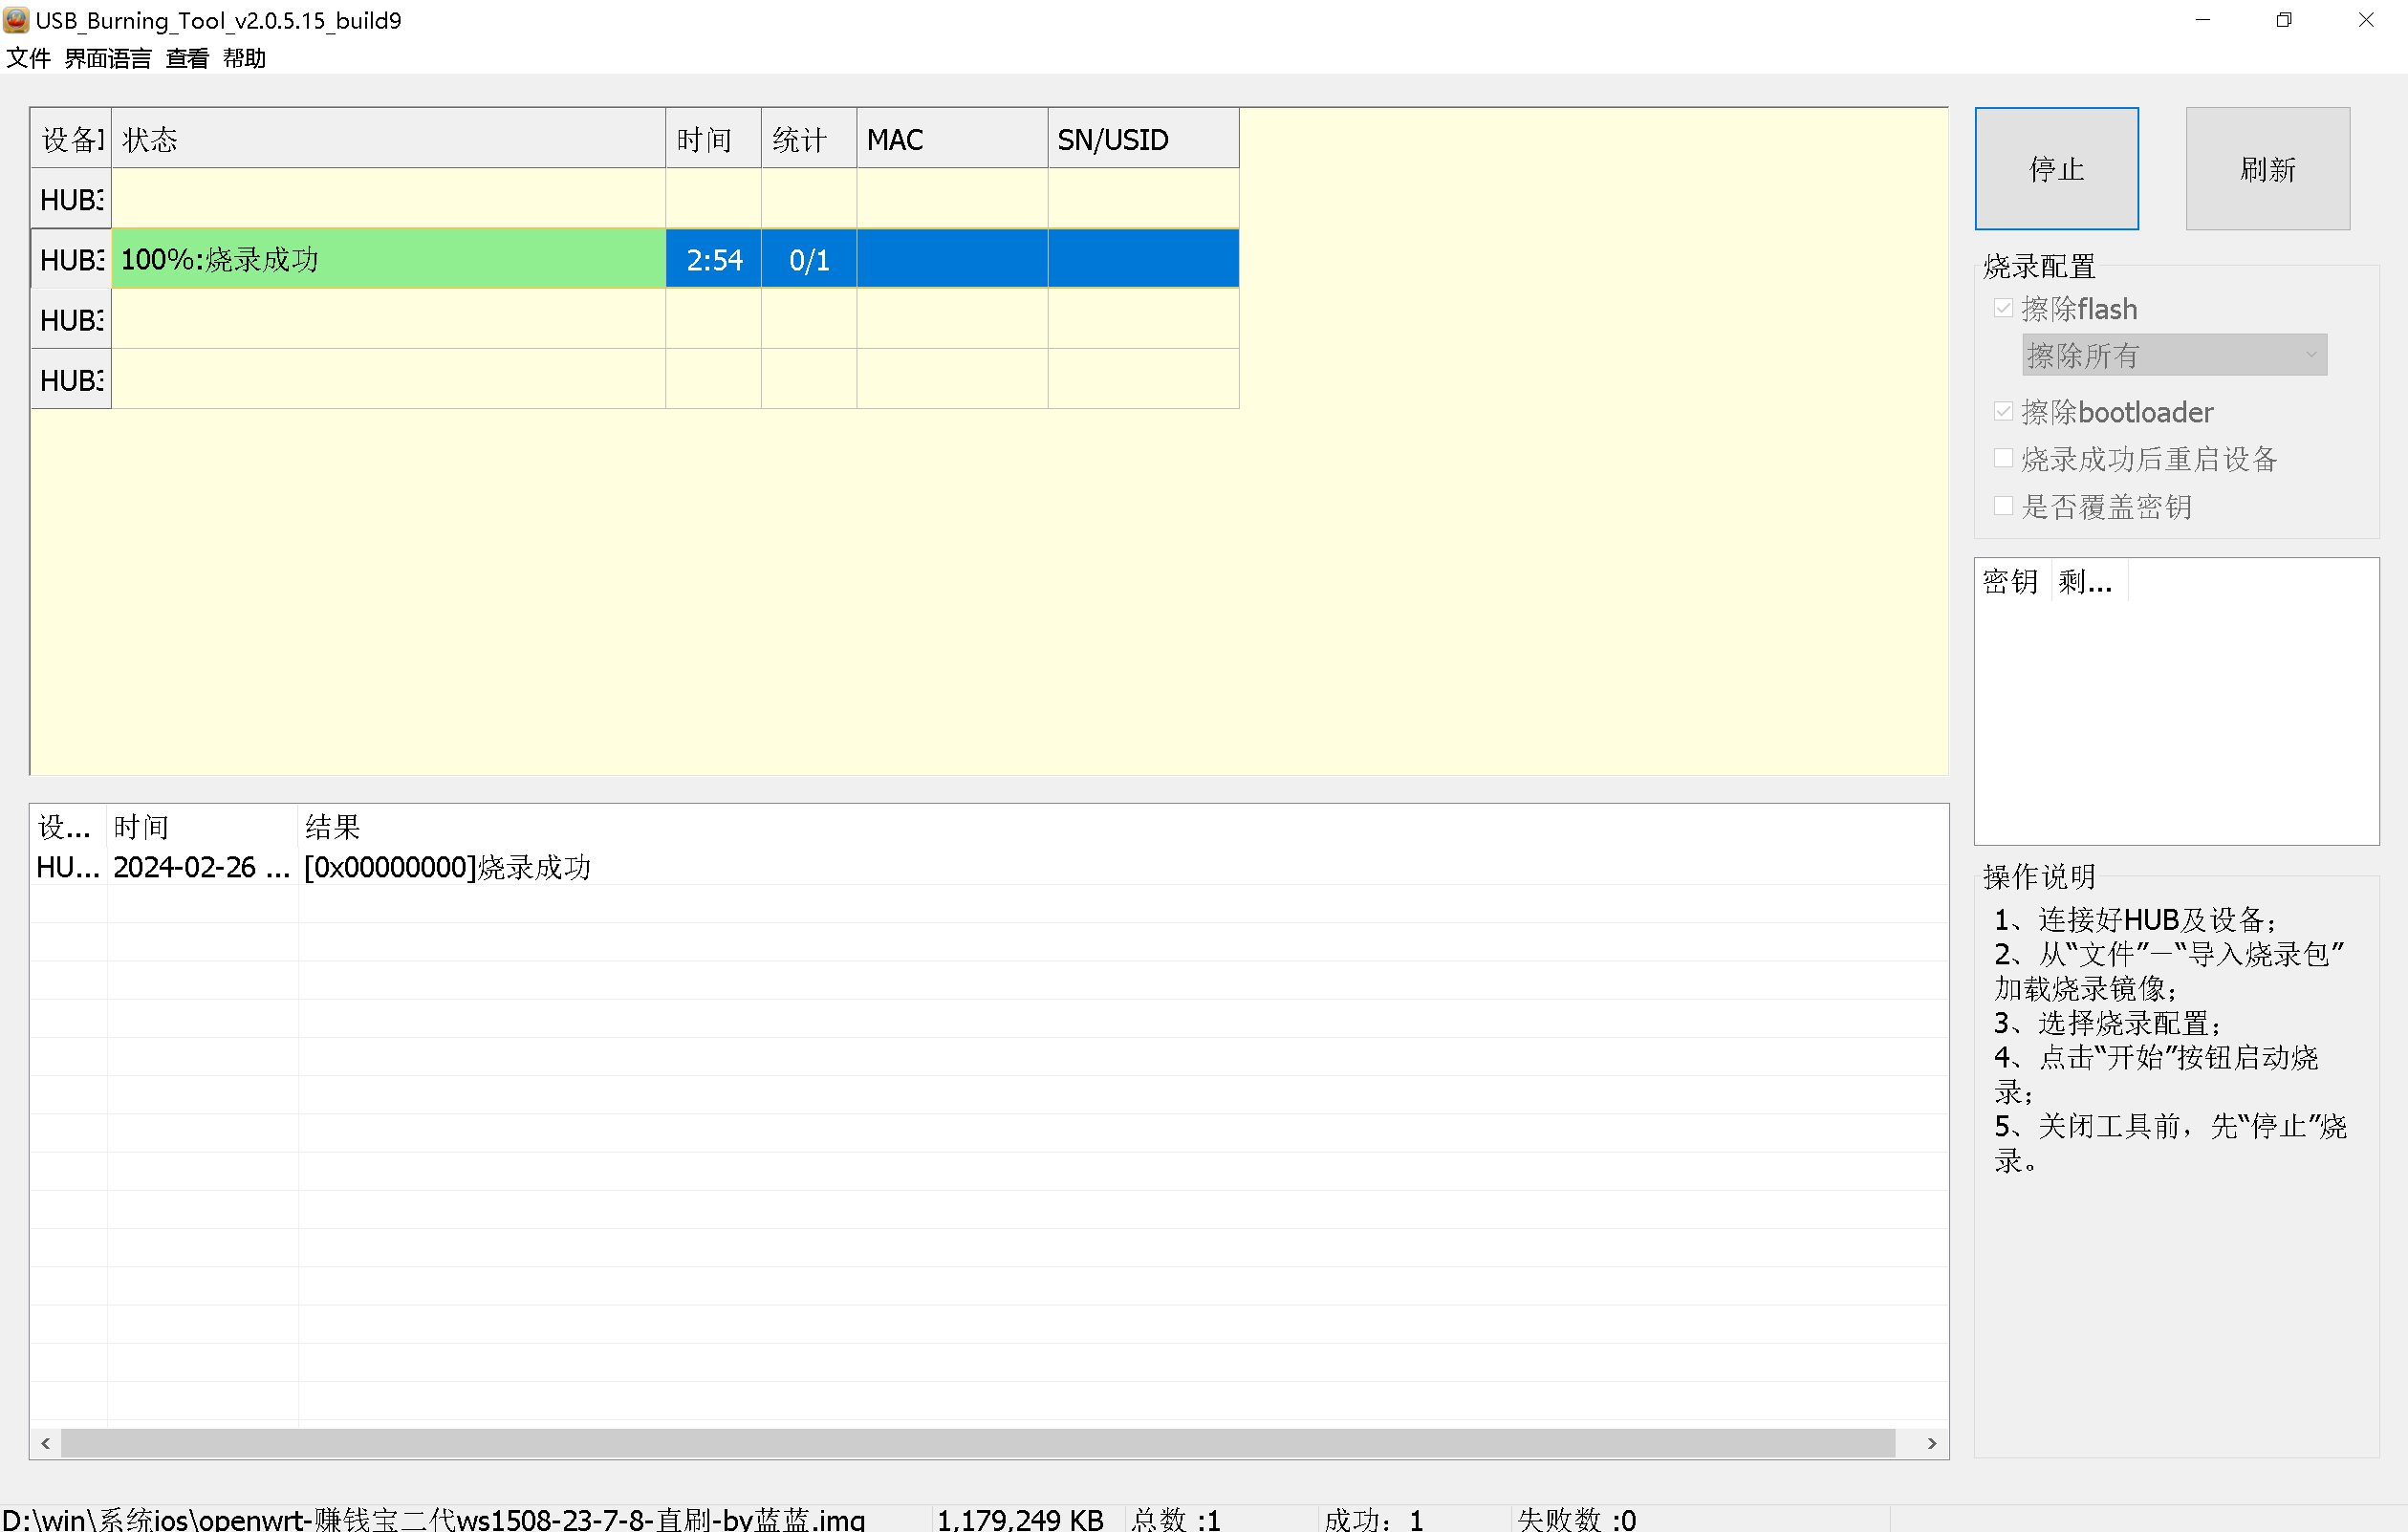 USB_Burning_Tool_v2.0.5.15_build9
文件 界面语言 查看 帮助
设备I 状态 时间 统计 MAC SN/USID
HUB3
HUB3 100%:烧录成功 2:54 0/1
HUB3
HUB3
停止 刷新
烧录配置
擦除flash
擦除所有
擦除bootloader
烧录成功后重启设备
是否覆盖密钥
密钥 剩...
设... 时间 结果
HU... 2024-02-26 ... [0x00000000]烧录成功
操作说明
1、连接好HUB及设备;
2、从“文件”—“导入烧录包”
加载烧录镜像;
3、选择烧录配置;
4、点击“开始”按钮启动烧
录;
5、关闭工具前，先“停止”烧
录。
D:\win\系统ios\openwrt-赚钱宝二代ws1508-23-7-8-直刷-by蓝蓝.img 1,179,249 KB 总数 :1 成功：1 失败数 :0